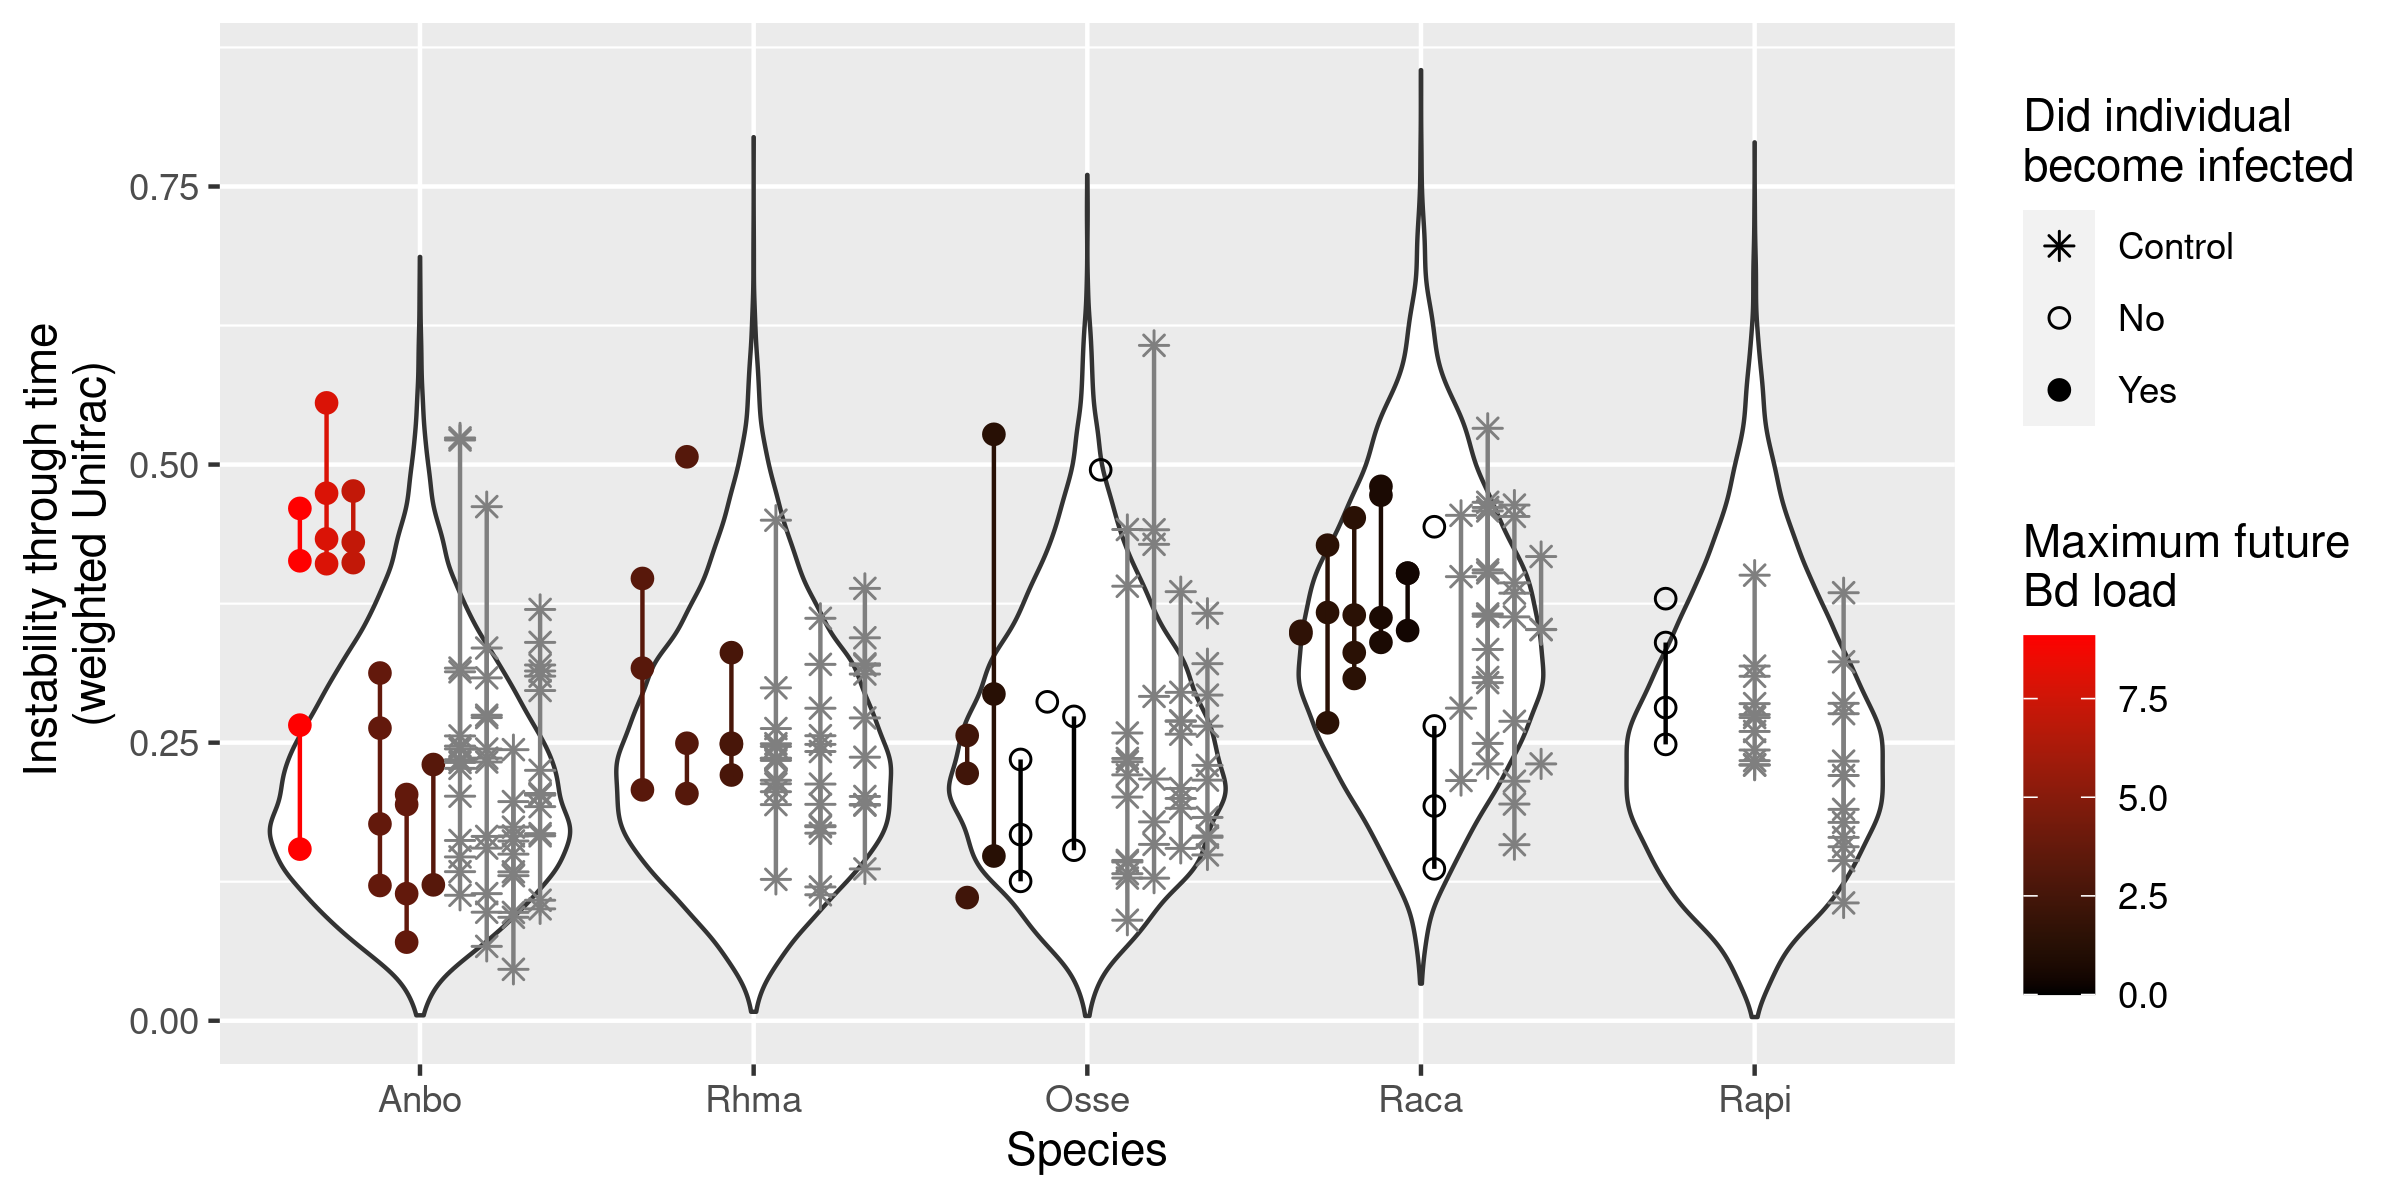 Instability through time
(weighted Unifrac)
0.75
0.50
0.25
0.00
Anbo
Rhma
Osse
Raca
Rapi
Species
Did individual
become infected
Control
No
Yes
Maximum future
Bd load
7.5
5.0
2.5
0.0